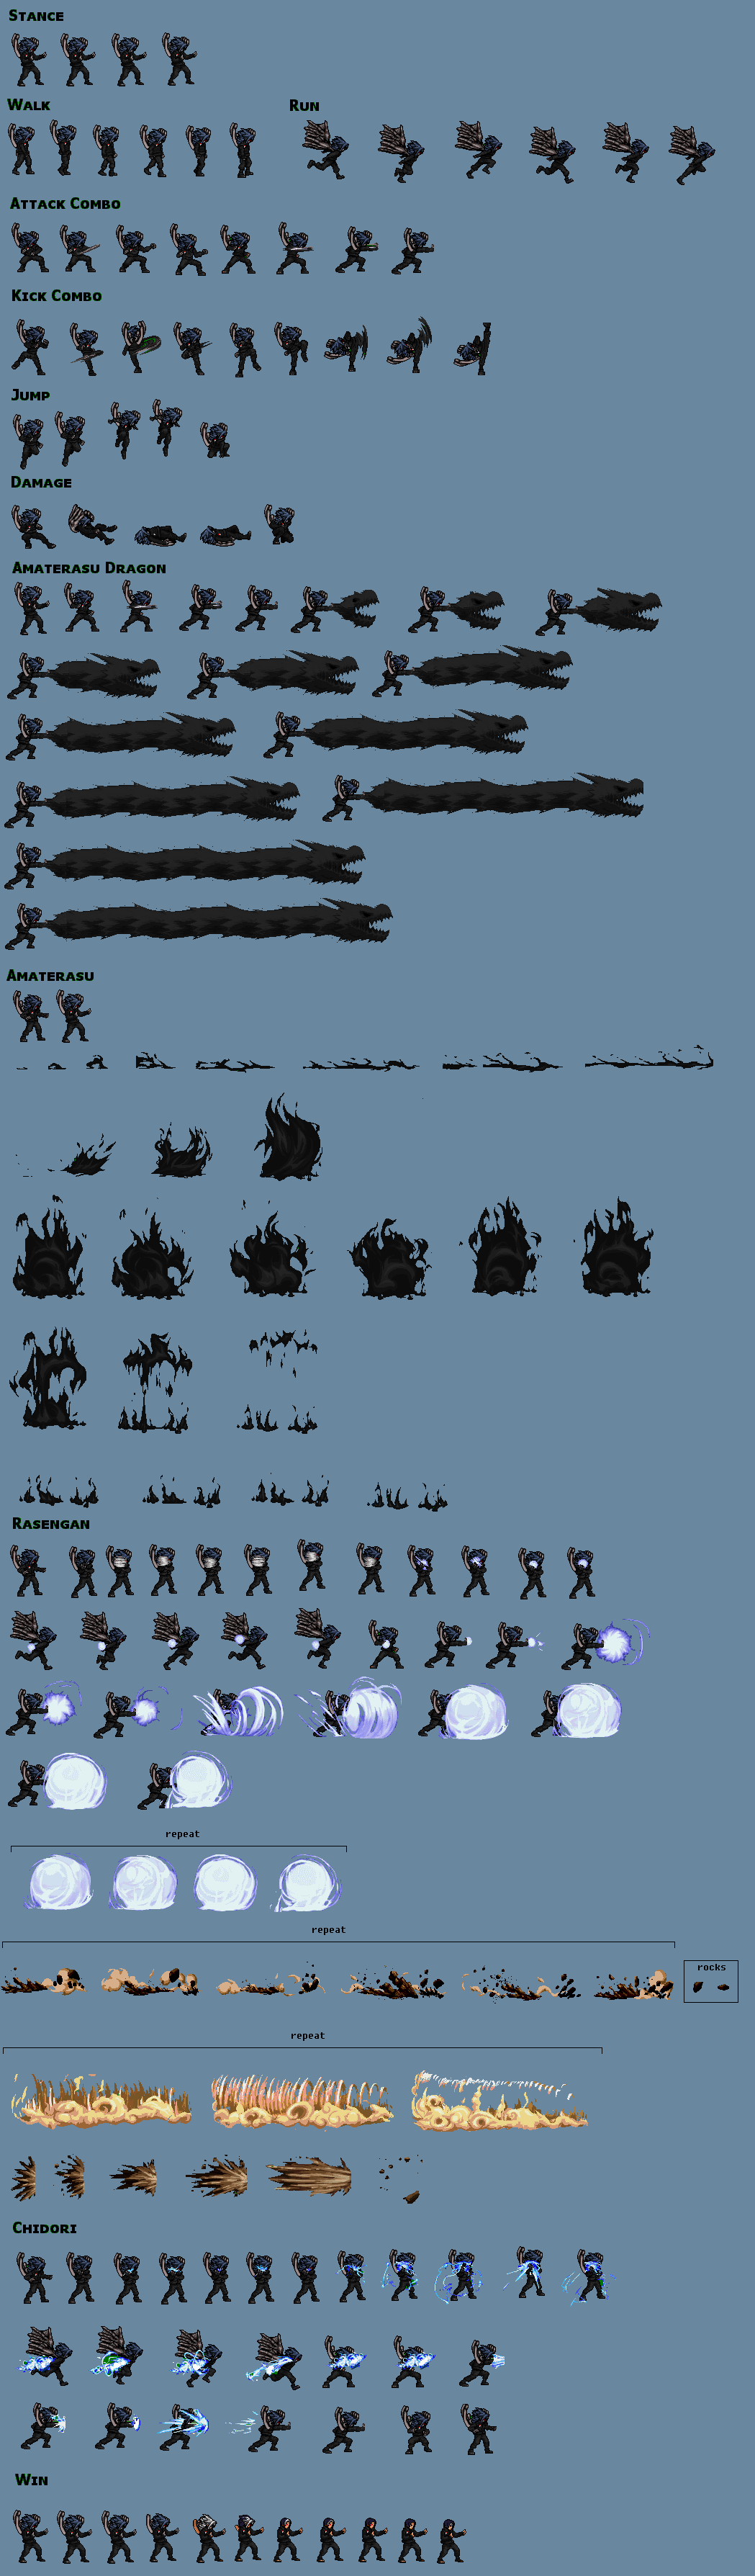 Stance
Walk
Run
Attack Combo
Kick Combo
Jump
Damage
Amaterasu Dragon
Amaterasu
Rasengan
repeat
repeat
rocks
repeat
Chidori
Win